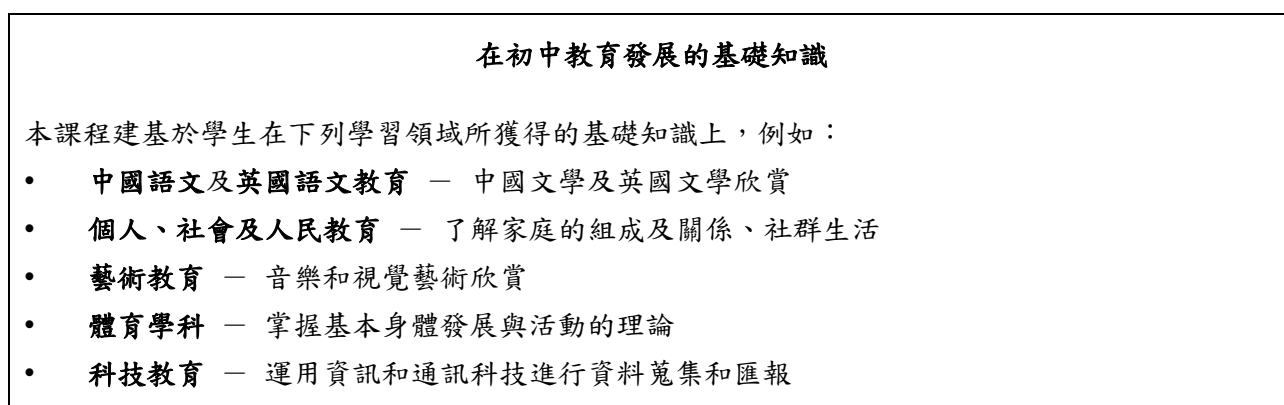 在初中教育發展的基礎知識
本課程建基於學生在下列學習領域所獲得的基礎知識上，例如：
• 中國語文及英國語文教育 － 中國文學及英國文學欣賞
• 個人、社會及人民教育 － 了解家庭的組成及關係、社群生活
• 藝術教育 － 音樂和視覺藝術欣賞
• 體育學科 － 掌握基本身體發展與活動的理論
• 科技教育 － 運用資訊和通訊科技進行資料蒐集和匯報